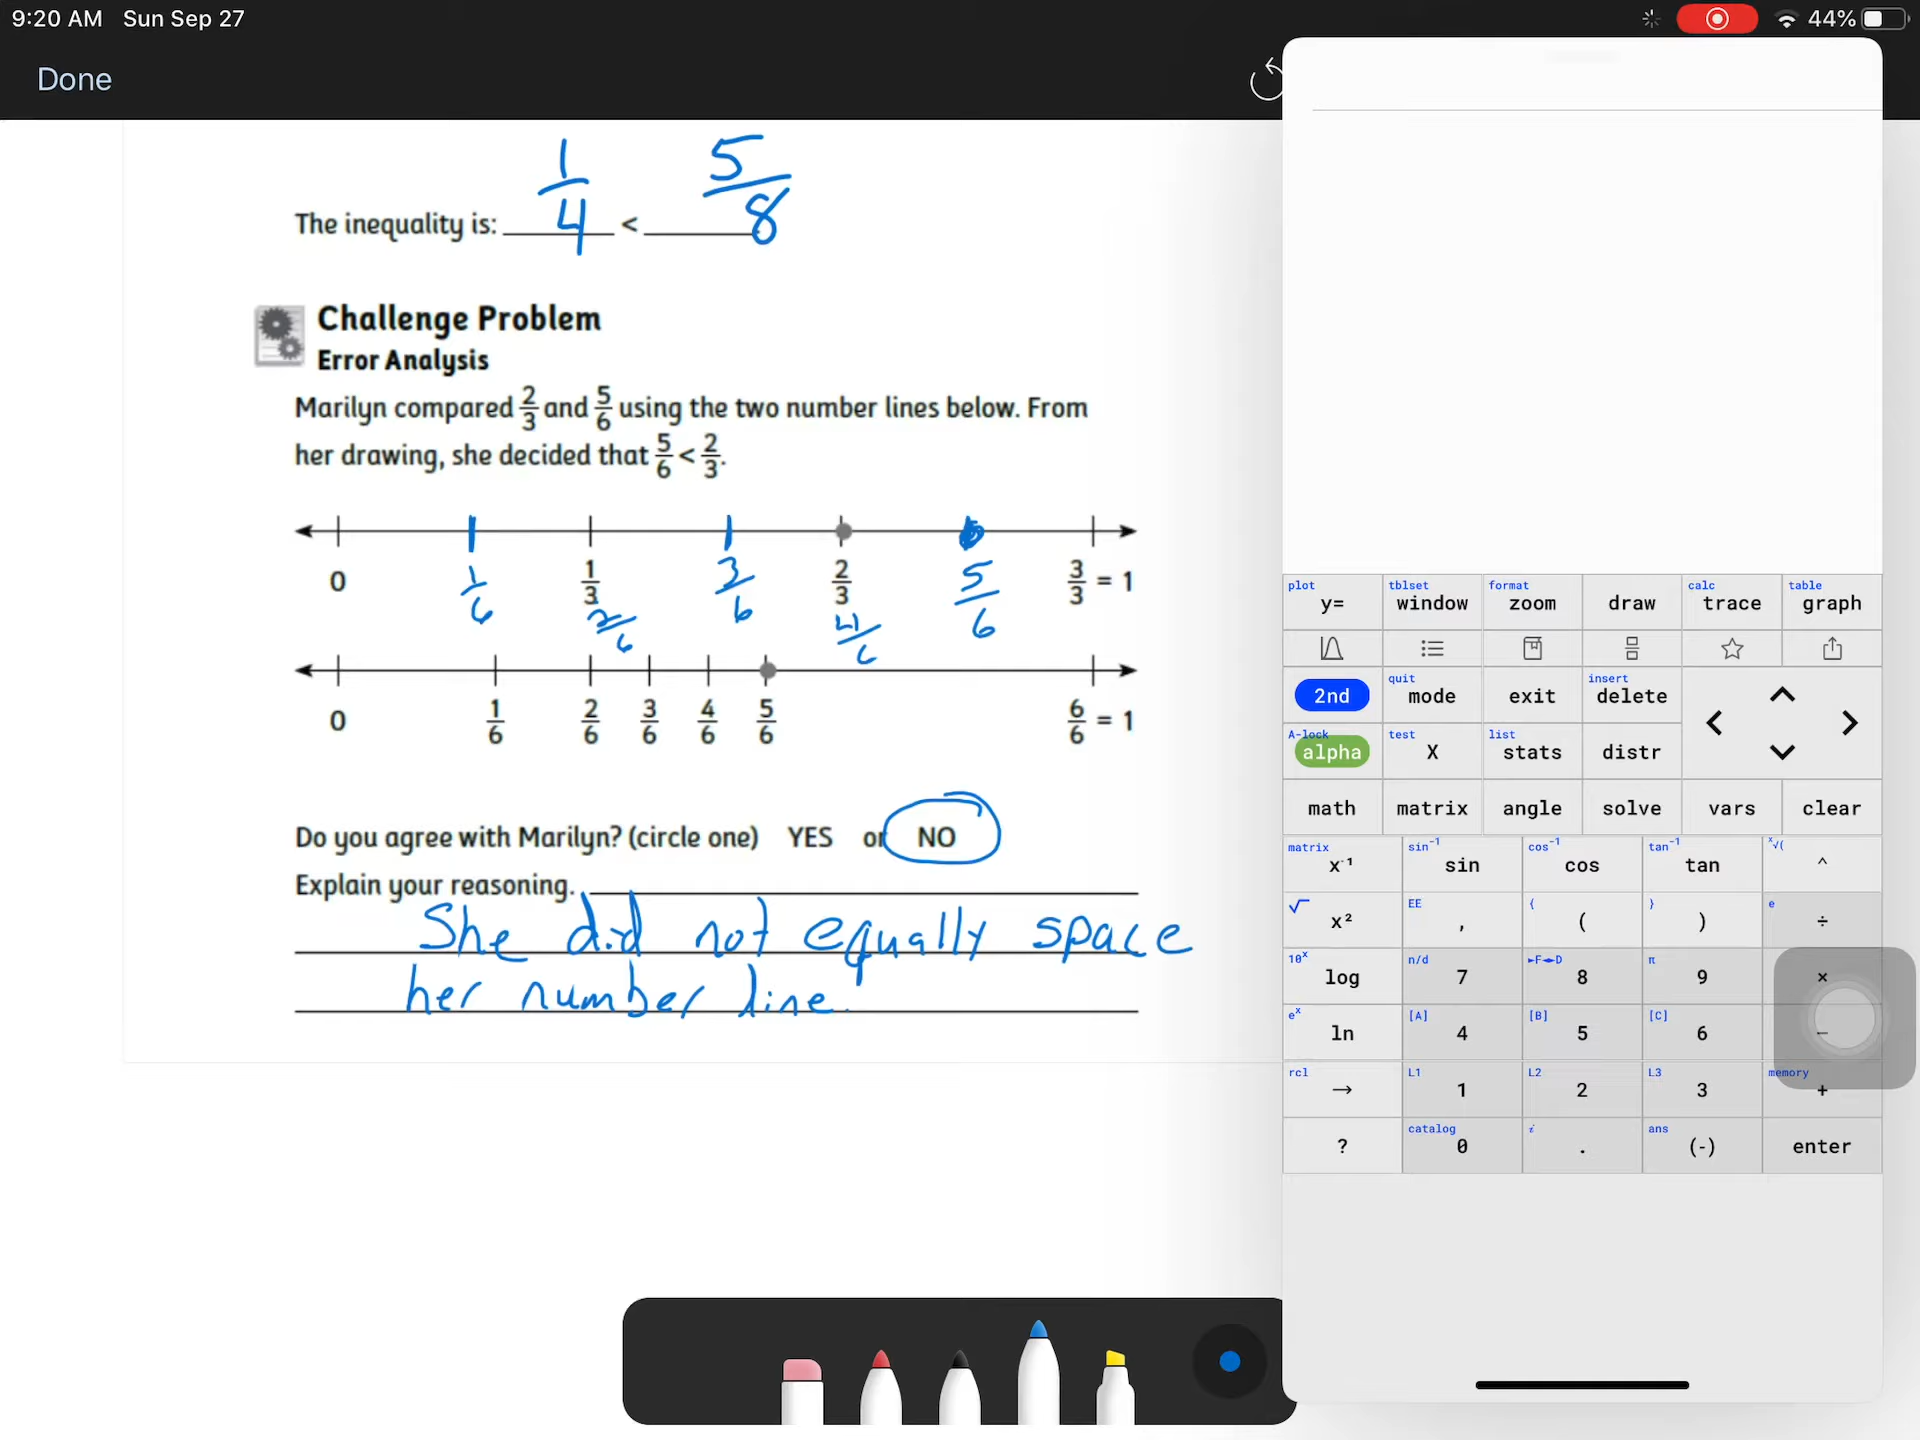 9:20 AM Sun Sep 27
44%
Done
1/4 5/8
The inequality is: ____ < ____
Challenge Problem
Error Analysis
Marilyn compared 2/3 and 5/6 using the two number lines below. From
her drawing, she decided that 5/6 < 2/3.
0 1/6 1/3 3/6 2/3 5/6 3/3 = 1
2/6 4/6
0 1/6 2/6 3/6 4/6 5/6 6/6 = 1
Do you agree with Marilyn? (circle one) YES or NO
Explain your reasoning.
She did not equally space
her number line.
plot tblset format calc table
y= window zoom draw trace graph
quit insert
2nd mode exit delete
A-lock test list
alpha X stats distr
math matrix angle solve vars clear
matrix sin⁻¹ cos⁻¹ tan⁻¹ ˣ√(
x⁻¹ sin cos tan ^
√ EE { } e
x² , ( ) ÷
10ˣ n/d ►F◄►D π
log 7 8 9 ×
eˣ [A] [B] [C]
ln 4 5 6 −
rcl L1 L2 L3 memory
→ 1 2 3 +
catalog i ans
? 0 . (-) enter